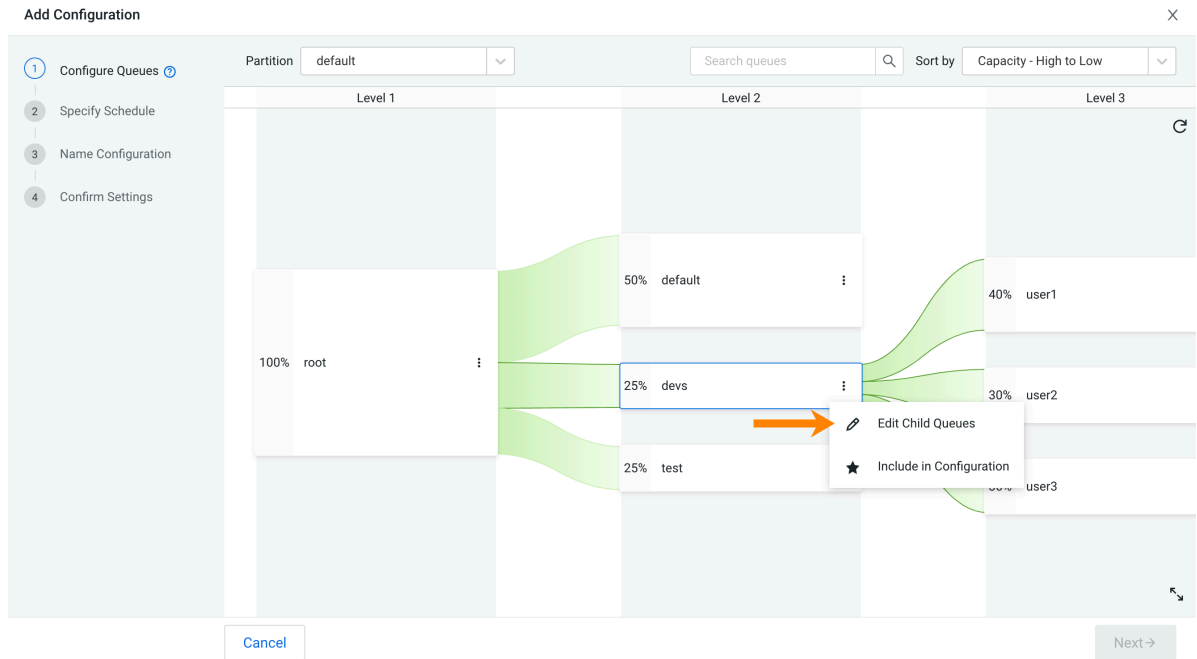 Add Configuration
1 Configure Queues ?
2 Specify Schedule
3 Name Configuration
4 Confirm Settings
Partition default
Search queues
Sort by Capacity - High to Low
Level 1 Level 2 Level 3
50% default
40% user1
100% root
25% devs
30% user2
Edit Child Queues
25% test
Include in Configuration
user3
Cancel
Next